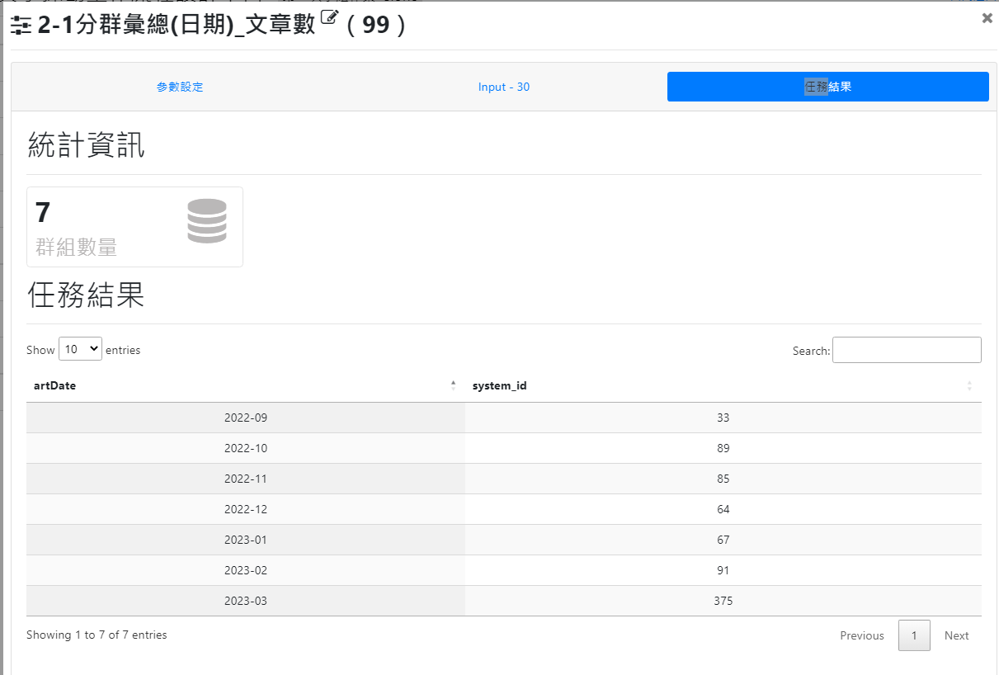 2-1分群彙總(日期)_文章數 ( 99 )
參數設定
Input - 30
任務結果
統計資訊
7
群組數量
任務結果
Show 10 entries
Search:
artDate system_id
2022-09 33
2022-10 89
2022-11 85
2022-12 64
2023-01 67
2023-02 91
2023-03 375
Showing 1 to 7 of 7 entries
Previous 1 Next